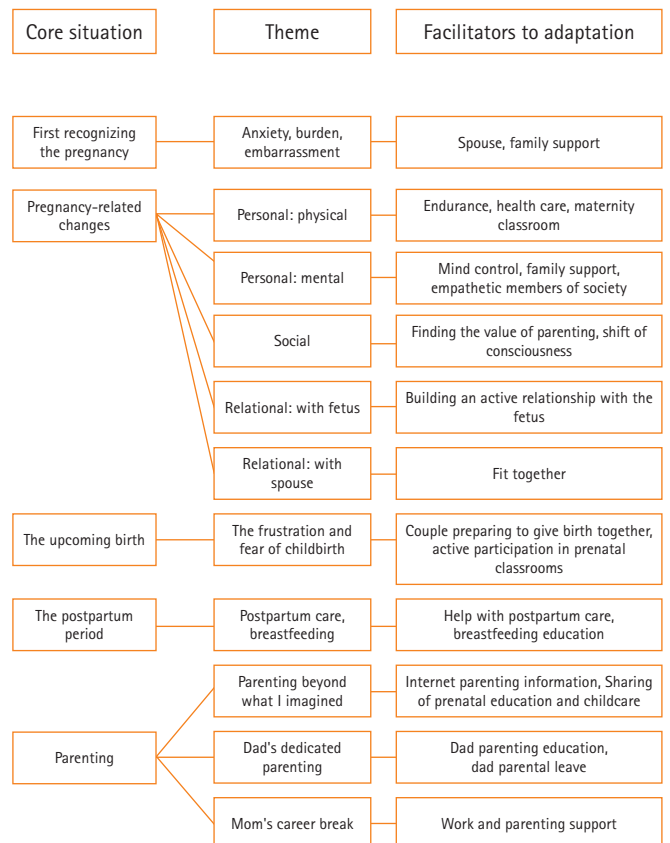 Core situation
Theme
Facilitators to adaptation
First recognizing
the pregnancy
Anxiety, burden,
embarrassment
Spouse, family support
Pregnancy-related
changes
Personal: physical
Endurance, health care, maternity
classroom
Personal: mental
Mind control, family support,
empathetic members of society
Social
Finding the value of parenting, shift of
consciousness
Relational: with fetus
Building an active relationship with the
fetus
Relational: with
spouse
Fit together
The upcoming birth
The frustration and
fear of childbirth
Couple preparing to give birth together,
active participation in prenatal
classrooms
The postpartum
period
Postpartum care,
breastfeeding
Help with postpartum care,
breastfeeding education
Parenting
Parenting beyond
what I imagined
Internet parenting information, Sharing
of prenatal education and childcare
Dad's dedicated
parenting
Dad parenting education,
dad parental leave
Mom's career break
Work and parenting support